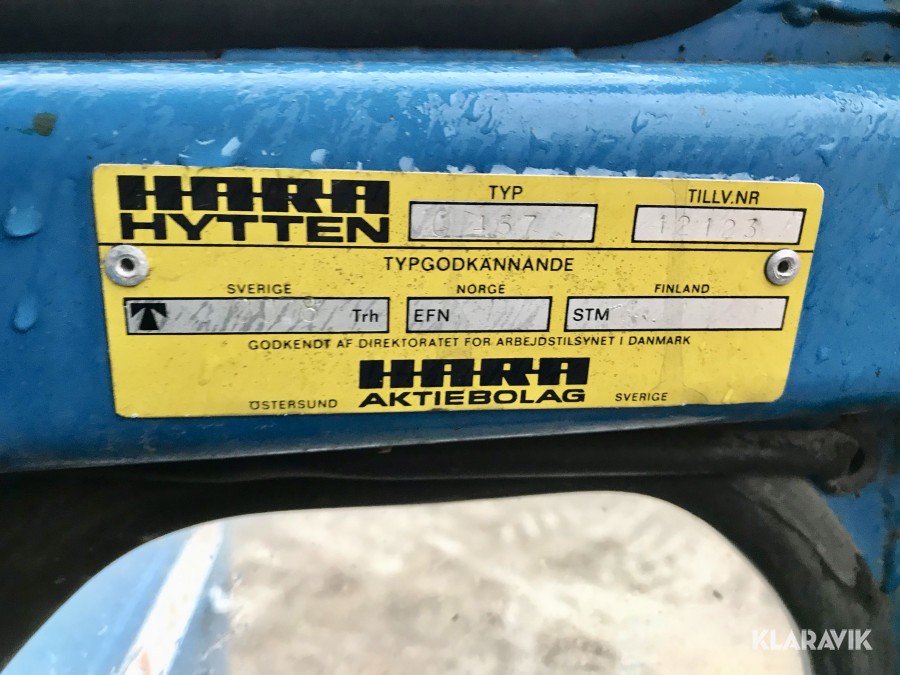 HARA TYP TILLV.NR
HYTTEN 12123
TYPGODKÄNNANDE
SVERIGE NORGE FINLAND
Trh EFN STM
GODKENDT AF DIREKTORATET FOR ARBEJDSTILSYNET I DANMARK
HARA
ÖSTERSUND AKTIEBOLAG SVERIGE
KLARAVIK